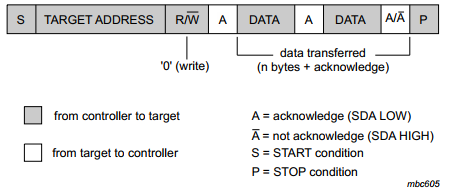 S TARGET ADDRESS R/W̅ A DATA A DATA A/A̅ P
'0' (write)
data transferred
(n bytes + acknowledge)
from controller to target
from target to controller
A = acknowledge (SDA LOW)
A̅ = not acknowledge (SDA HIGH)
S = START condition
P = STOP condition
mbc605